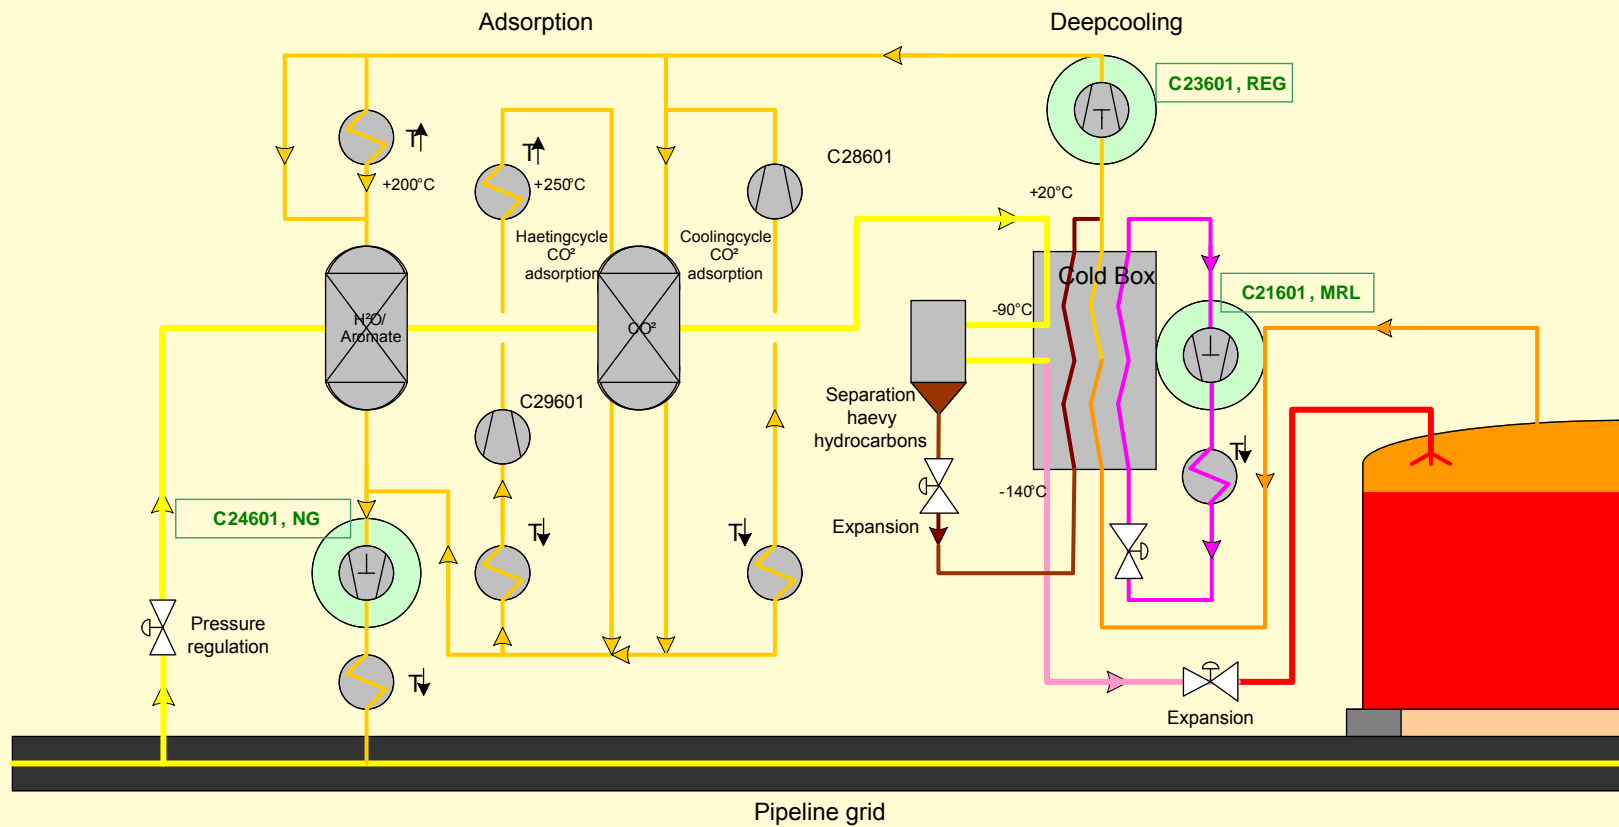 Adsorption
Deepcooling
C23601, REG
T
+200°C
T
+250°C
C28601
+20°C
Haetingcycle
CO²
adsorption
Coolingcycle
CO²
adsorption
Cold Box
C21601, MRL
-90°C
H²O/
Aromate
CO²
C29601
Separation
haevy
hydrocarbons
T
-140°C
C24601, NG
Expansion
T
T
Pressure
regulation
T
Expansion
Pipeline grid